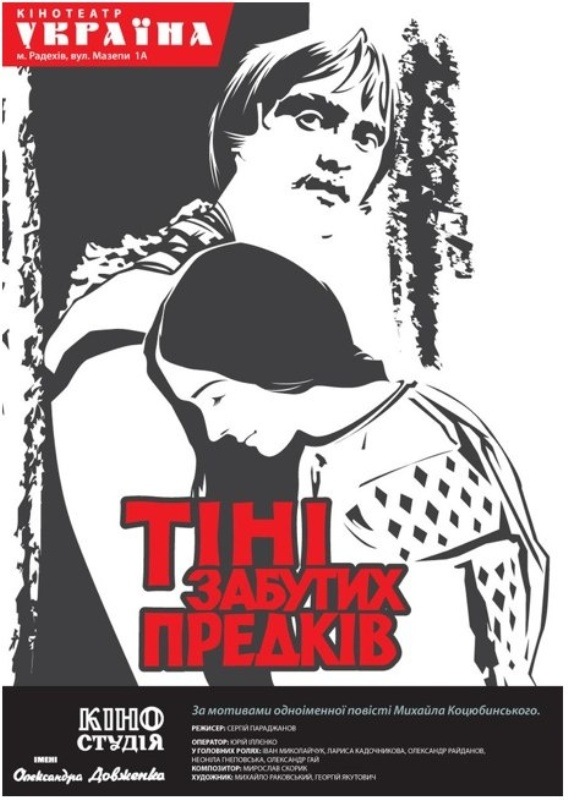 КІНОТЕАТР
УКРАЇНА
м. Радехів, вул. Мазепи 1А
ТІНІ
ЗАБУТИХ
ПРЕДКІВ
КІНО
СТУДІЯ
ІМЕНІ
Олександра Довженка
За мотивами одноіменної повісті Михайла Коцюбинського.
РЕЖИСЕР: СЕРГІЙ ПАРАДЖАНОВ
ОПЕРАТОР: ЮРІЙ ІЛЛЄНКО
У ГОЛОВНИХ РОЛЯХ: ІВАН МИКОЛАЙЧУК, ЛАРИСА КАДОЧНИКОВА, ОЛЕКСАНДР РАЙДАНОВ,
НЕОНІЛА ГНЕПОВСЬКА, ОЛЕКСАНДР ГАЙ
КОМПОЗИТОР: МИРОСЛАВ СКОРИК
ХУДОЖНИК: МИХАЙЛО РАКОВСЬКИЙ, ГЕОРГІЙ ЯКУТОВИЧ